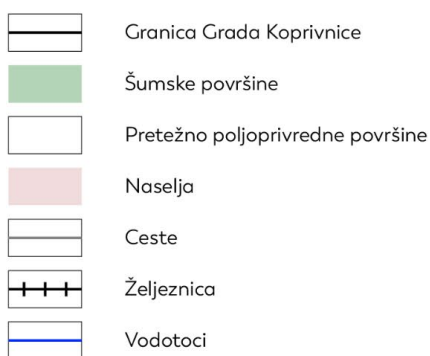 Granica Grada Koprivnice
Šumske površine
Pretežno poljoprivredne površine
Naselja
Ceste
Željeznica
Vodotoci